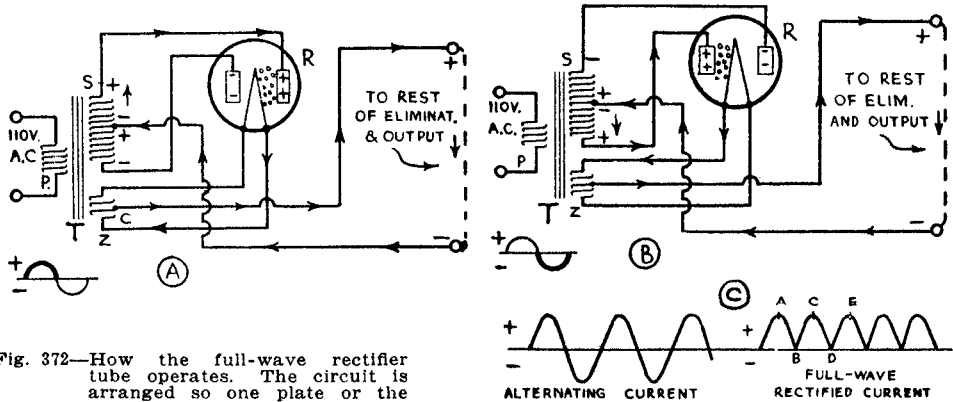 S
+
-
+
-
110V.
A.C
P.
T
C
Z
-
+
+
R
+
TO REST
OF ELIMINAT.
& OUTPUT
-
+
-
A
S
-
+
-
+
110V.
A.C.
P
T
Z
+
+
-
R
+
TO REST
OF ELIM.
AND OUTPUT
-
+
-
B
C
+
-
ALTERNATING CURRENT
+
-
A C E
B D
FULL-WAVE
RECTIFIED CURRENT
Fig. 372—How the full-wave rectifier
tube operates. The circuit is
arranged so one plate or the